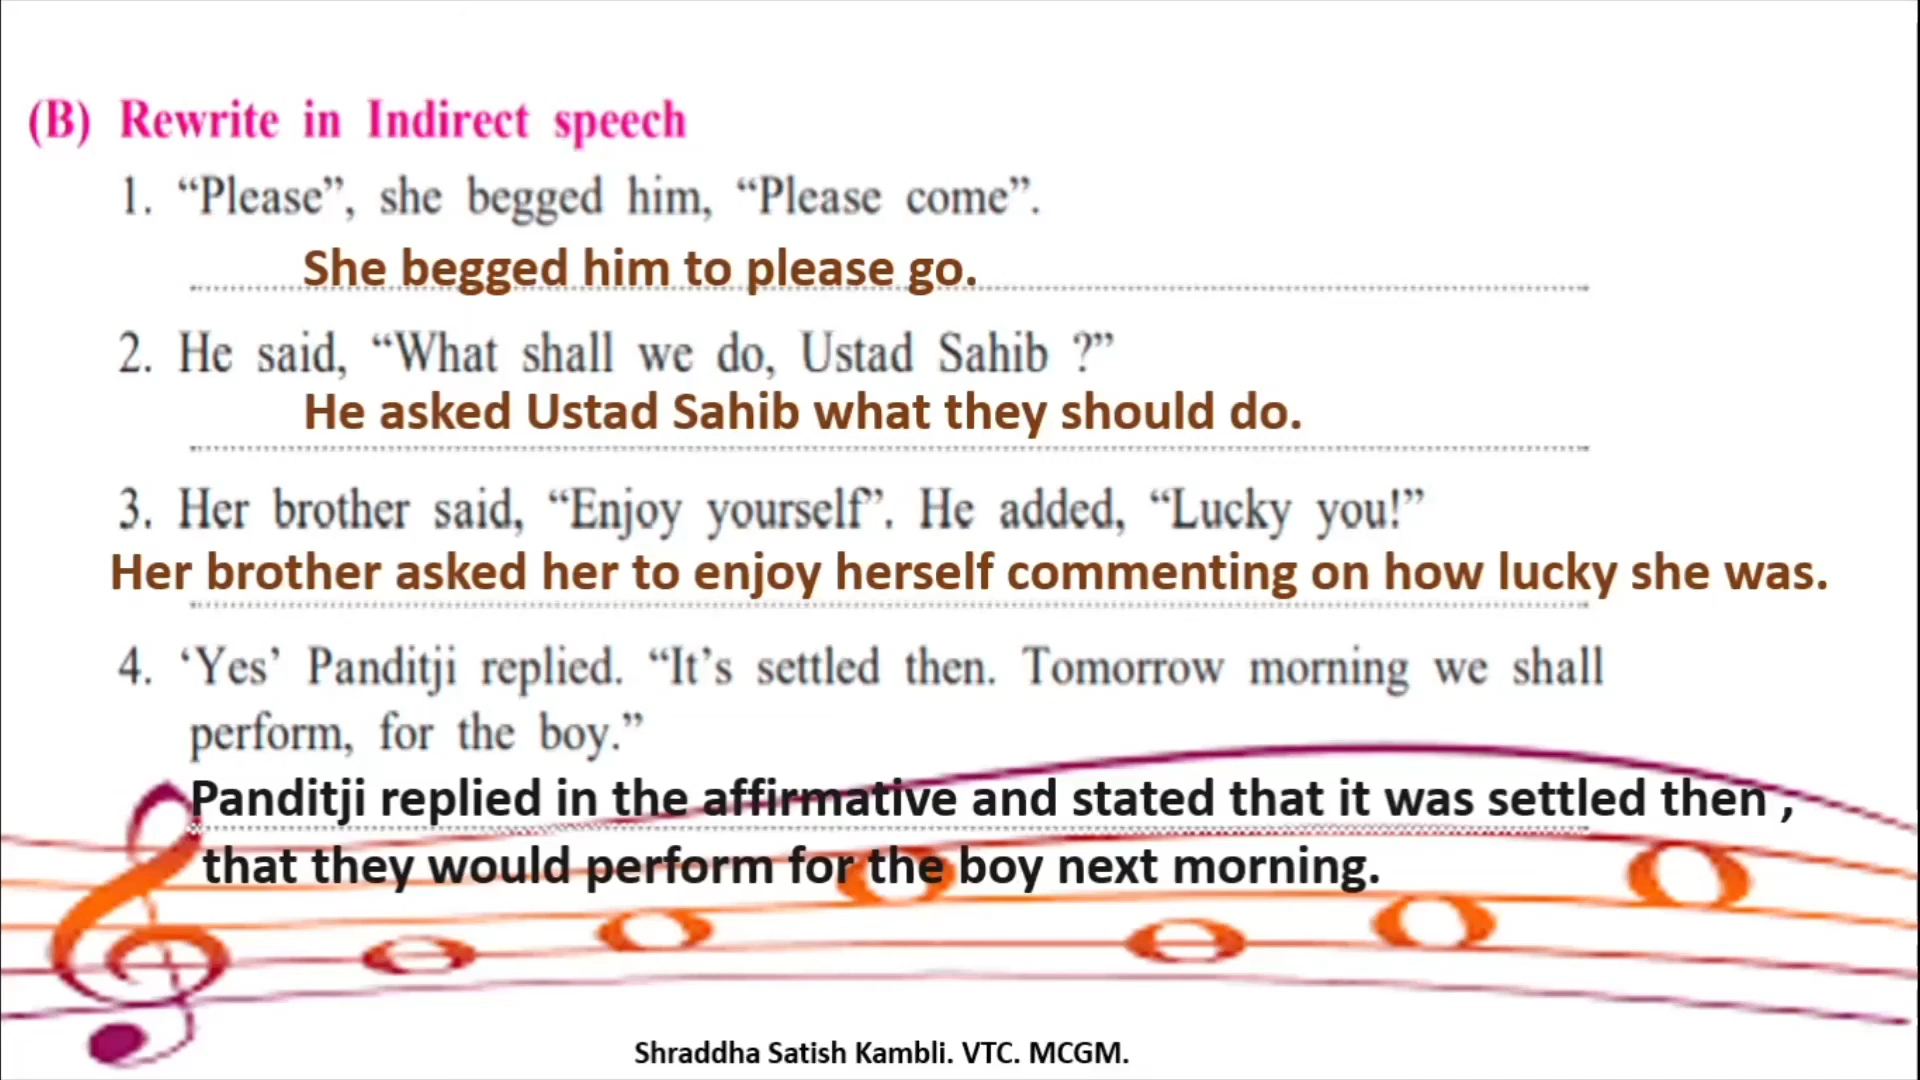 (B) Rewrite in Indirect speech
1. “Please”, she begged him, “Please come”.
She begged him to please go.
2. He said, “What shall we do, Ustad Sahib ?”
He asked Ustad Sahib what they should do.
3. Her brother said, “Enjoy yourself”. He added, “Lucky you!”
Her brother asked her to enjoy herself commenting on how lucky she was.
4. ‘Yes’ Panditji replied. “It’s settled then. Tomorrow morning we shall
perform, for the boy.”
Panditji replied in the affirmative and stated that it was settled then ,
that they would perform for the boy next morning.
Shraddha Satish Kambli. VTC. MCGM.